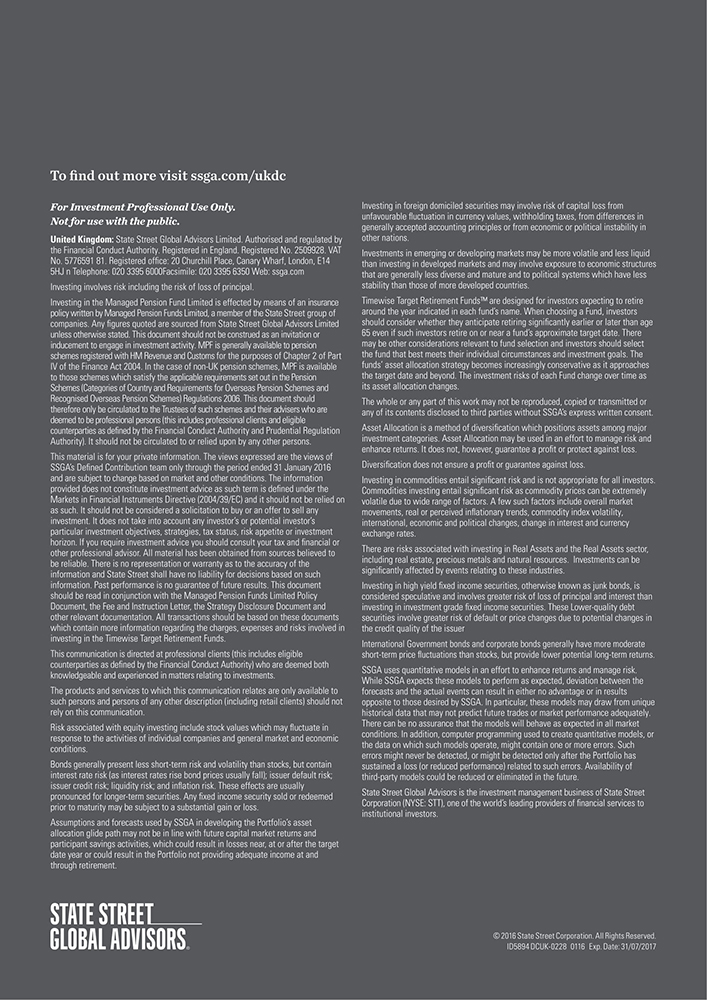 To find out more visit ssga.com/ukdc
For Investment Professional Use Only.
Not for use with the public.
United Kingdom: State Street Global Advisors Limited. Authorised and regulated by
the Financial Conduct Authority. Registered in England. Registered No. 2509928. VAT
No. 5776591 81. Registered office: 20 Churchill Place, Canary Wharf, London, E14
5HJ n Telephone: 020 3395 6000Facsimile: 020 3395 6350 Web: ssga.com
Investing involves risk including the risk of loss of principal.
Investing in the Managed Pension Fund Limited is effected by means of an insurance
policy written by Managed Pension Funds Limited, a member of the State Street group of
companies. Any figures quoted are sourced from State Street Global Advisors Limited
unless otherwise stated. This document should not be construed as an invitation or
inducement to engage in investment activity. MPF is generally available to pension
schemes registered with HM Revenue and Customs for the purposes of Chapter 2 of Part
IV of the Finance Act 2004. In the case of non-UK pension schemes, MPF is available
to those schemes which satisfy the applicable requirements set out in the Pension
Schemes (Categories of Country and Requirements for Overseas Pension Schemes and
Recognised Overseas Pension Schemes) Regulations 2006. This document should
therefore only be circulated to the Trustees of such schemes and their advisers who are
deemed to be professional persons (this includes professional clients and eligible
counterparties as defined by the Financial Conduct Authority and Prudential Regulation
Authority). It should not be circulated to or relied upon by any other persons.
This material is for your private information. The views expressed are the views of
SSGA's Defined Contribution team only through the period ended 31 January 2016
and are subject to change based on market and other conditions. The information
provided does not constitute investment advice as such term is defined under the
Markets in Financial Instruments Directive (2004/39/EC) and it should not be relied on
as such. It should not be considered a solicitation to buy or an offer to sell any
investment. It does not take into account any investor's or potential investor's
particular investment objectives, strategies, tax status, risk appetite or investment
horizon. If you require investment advice you should consult your tax and financial or
other professional advisor. All material has been obtained from sources believed to
be reliable. There is no representation or warranty as to the accuracy of the
information and State Street shall have no liability for decisions based on such
information. Past performance is no guarantee of future results. This document
should be read in conjunction with the Managed Pension Funds Limited Policy
Document, the Fee and Instruction Letter, the Strategy Disclosure Document and
other relevant documentation. All transactions should be based on these documents
which contain more information regarding the charges, expenses and risks involved in
investing in the Timewise Target Retirement Funds.
This communication is directed at professional clients (this includes eligible
counterparties as defined by the Financial Conduct Authority) who are deemed both
knowledgeable and experienced in matters relating to investments.
The products and services to which this communication relates are only available to
such persons and persons of any other description (including retail clients) should not
rely on this communication.
Risk associated with equity investing include stock values which may fluctuate in
response to the activities of individual companies and general market and economic
conditions.
Bonds generally present less short-term risk and volatility than stocks, but contain
interest rate risk (as interest rates rise bond prices usually fall); issuer default risk;
issuer credit risk; liquidity risk; and inflation risk. These effects are usually
pronounced for longer-term securities. Any fixed income security sold or redeemed
prior to maturity may be subject to a substantial gain or loss.
Assumptions and forecasts used by SSGA in developing the Portfolio's asset
allocation glide path may not be in line with future capital market returns and
participant savings activities, which could result in losses near, at or after the target
date year or could result in the Portfolio not providing adequate income at and
through retirement.
Investing in foreign domiciled securities may involve risk of capital loss from
unfavourable fluctuation in currency values, withholding taxes, from differences in
generally accepted accounting principles or from economic or political instability in
other nations.
Investments in emerging or developing markets may be more volatile and less liquid
than investing in developed markets and may involve exposure to economic structures
that are generally less diverse and mature and to political systems which have less
stability than those of more developed countries.
Timewise Target Retirement Funds™ are designed for investors expecting to retire
around the year indicated in each fund's name. When choosing a Fund, investors
should consider whether they anticipate retiring significantly earlier or later than age
65 even if such investors retire on or near a fund's approximate target date. There
may be other considerations relevant to fund selection and investors should select
the fund that best meets their individual circumstances and investment goals. The
funds' asset allocation strategy becomes increasingly conservative as it approaches
the target date and beyond. The investment risks of each Fund change over time as
its asset allocation changes.
The whole or any part of this work may not be reproduced, copied or transmitted or
any of its contents disclosed to third parties without SSGA's express written consent.
Asset Allocation is a method of diversification which positions assets among major
investment categories. Asset Allocation may be used in an effort to manage risk and
enhance returns. It does not, however, guarantee a profit or protect against loss.
Diversification does not ensure a profit or guarantee against loss.
Investing in commodities entail significant risk and is not appropriate for all investors.
Commodities investing entail significant risk as commodity prices can be extremely
volatile due to wide range of factors. A few such factors include overall market
movements, real or perceived inflationary trends, commodity index volatility,
international, economic and political changes, change in interest and currency
exchange rates.
There are risks associated with investing in Real Assets and the Real Assets sector,
including real estate, precious metals and natural resources. Investments can be
significantly affected by events relating to these industries.
Investing in high yield fixed income securities, otherwise known as junk bonds, is
considered speculative and involves greater risk of loss of principal and interest than
investing in investment grade fixed income securities. These Lower-quality debt
securities involve greater risk of default or price changes due to potential changes in
the credit quality of the issuer
International Government bonds and corporate bonds generally have more moderate
short-term price fluctuations than stocks, but provide lower potential long-term returns.
SSGA uses quantitative models in an effort to enhance returns and manage risk.
While SSGA expects these models to perform as expected, deviation between the
forecasts and the actual events can result in either no advantage or in results
opposite to those desired by SSGA. In particular, these models may draw from unique
historical data that may not predict future trades or market performance adequately.
There can be no assurance that the models will behave as expected in all market
conditions. In addition, computer programming used to create quantitative models, or
the data on which such models operate, might contain one or more errors. Such
errors might never be detected, or might be detected only after the Portfolio has
sustained a loss (or reduced performance) related to such errors. Availability of
third-party models could be reduced or eliminated in the future.
State Street Global Advisors is the investment management business of State Street
Corporation (NYSE: STT), one of the world's leading providers of financial services to
institutional investors.
STATE STREET
GLOBAL ADVISORS®
© 2016 State Street Corporation. All Rights Reserved.
ID5894 DCUK-0228 0116 Exp. Date: 31/07/2017